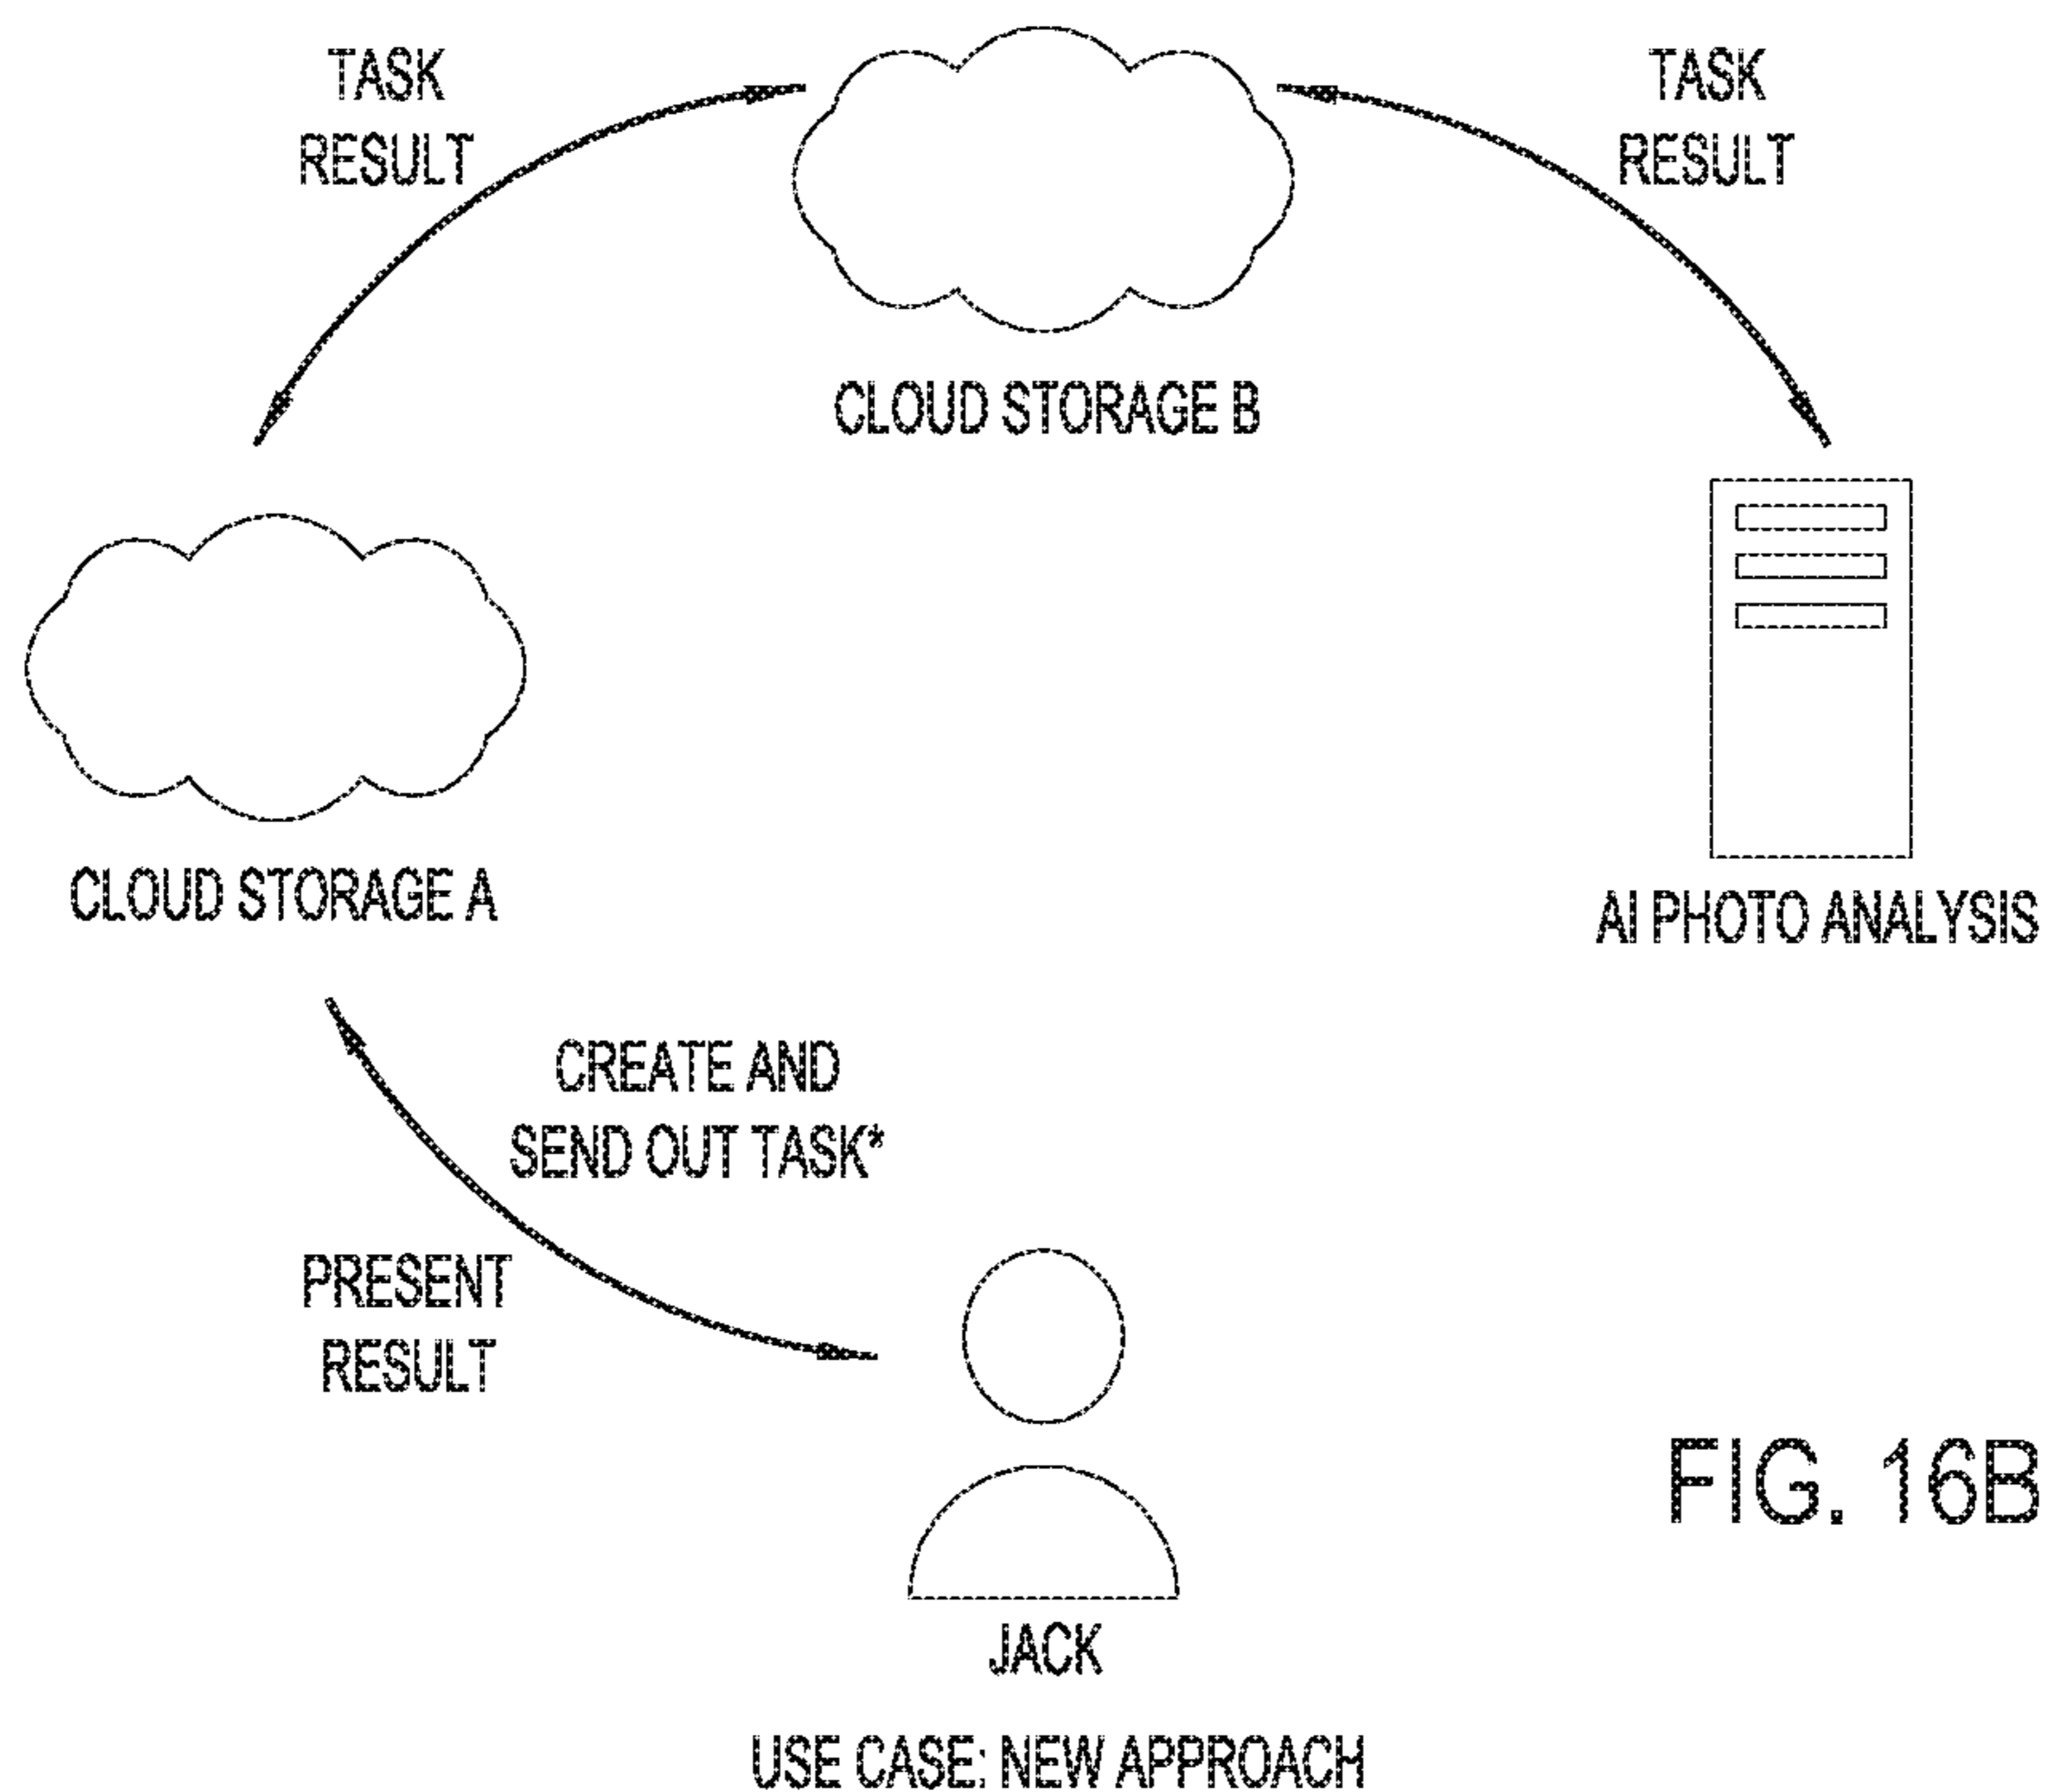 TASK
RESULT
TASK
RESULT
CLOUD STORAGE B
CLOUD STORAGE A
AI PHOTO ANALYSIS
CREATE AND
SEND OUT TASK*
PRESENT
RESULT
JACK
FIG. 16B
USE CASE: NEW APPROACH